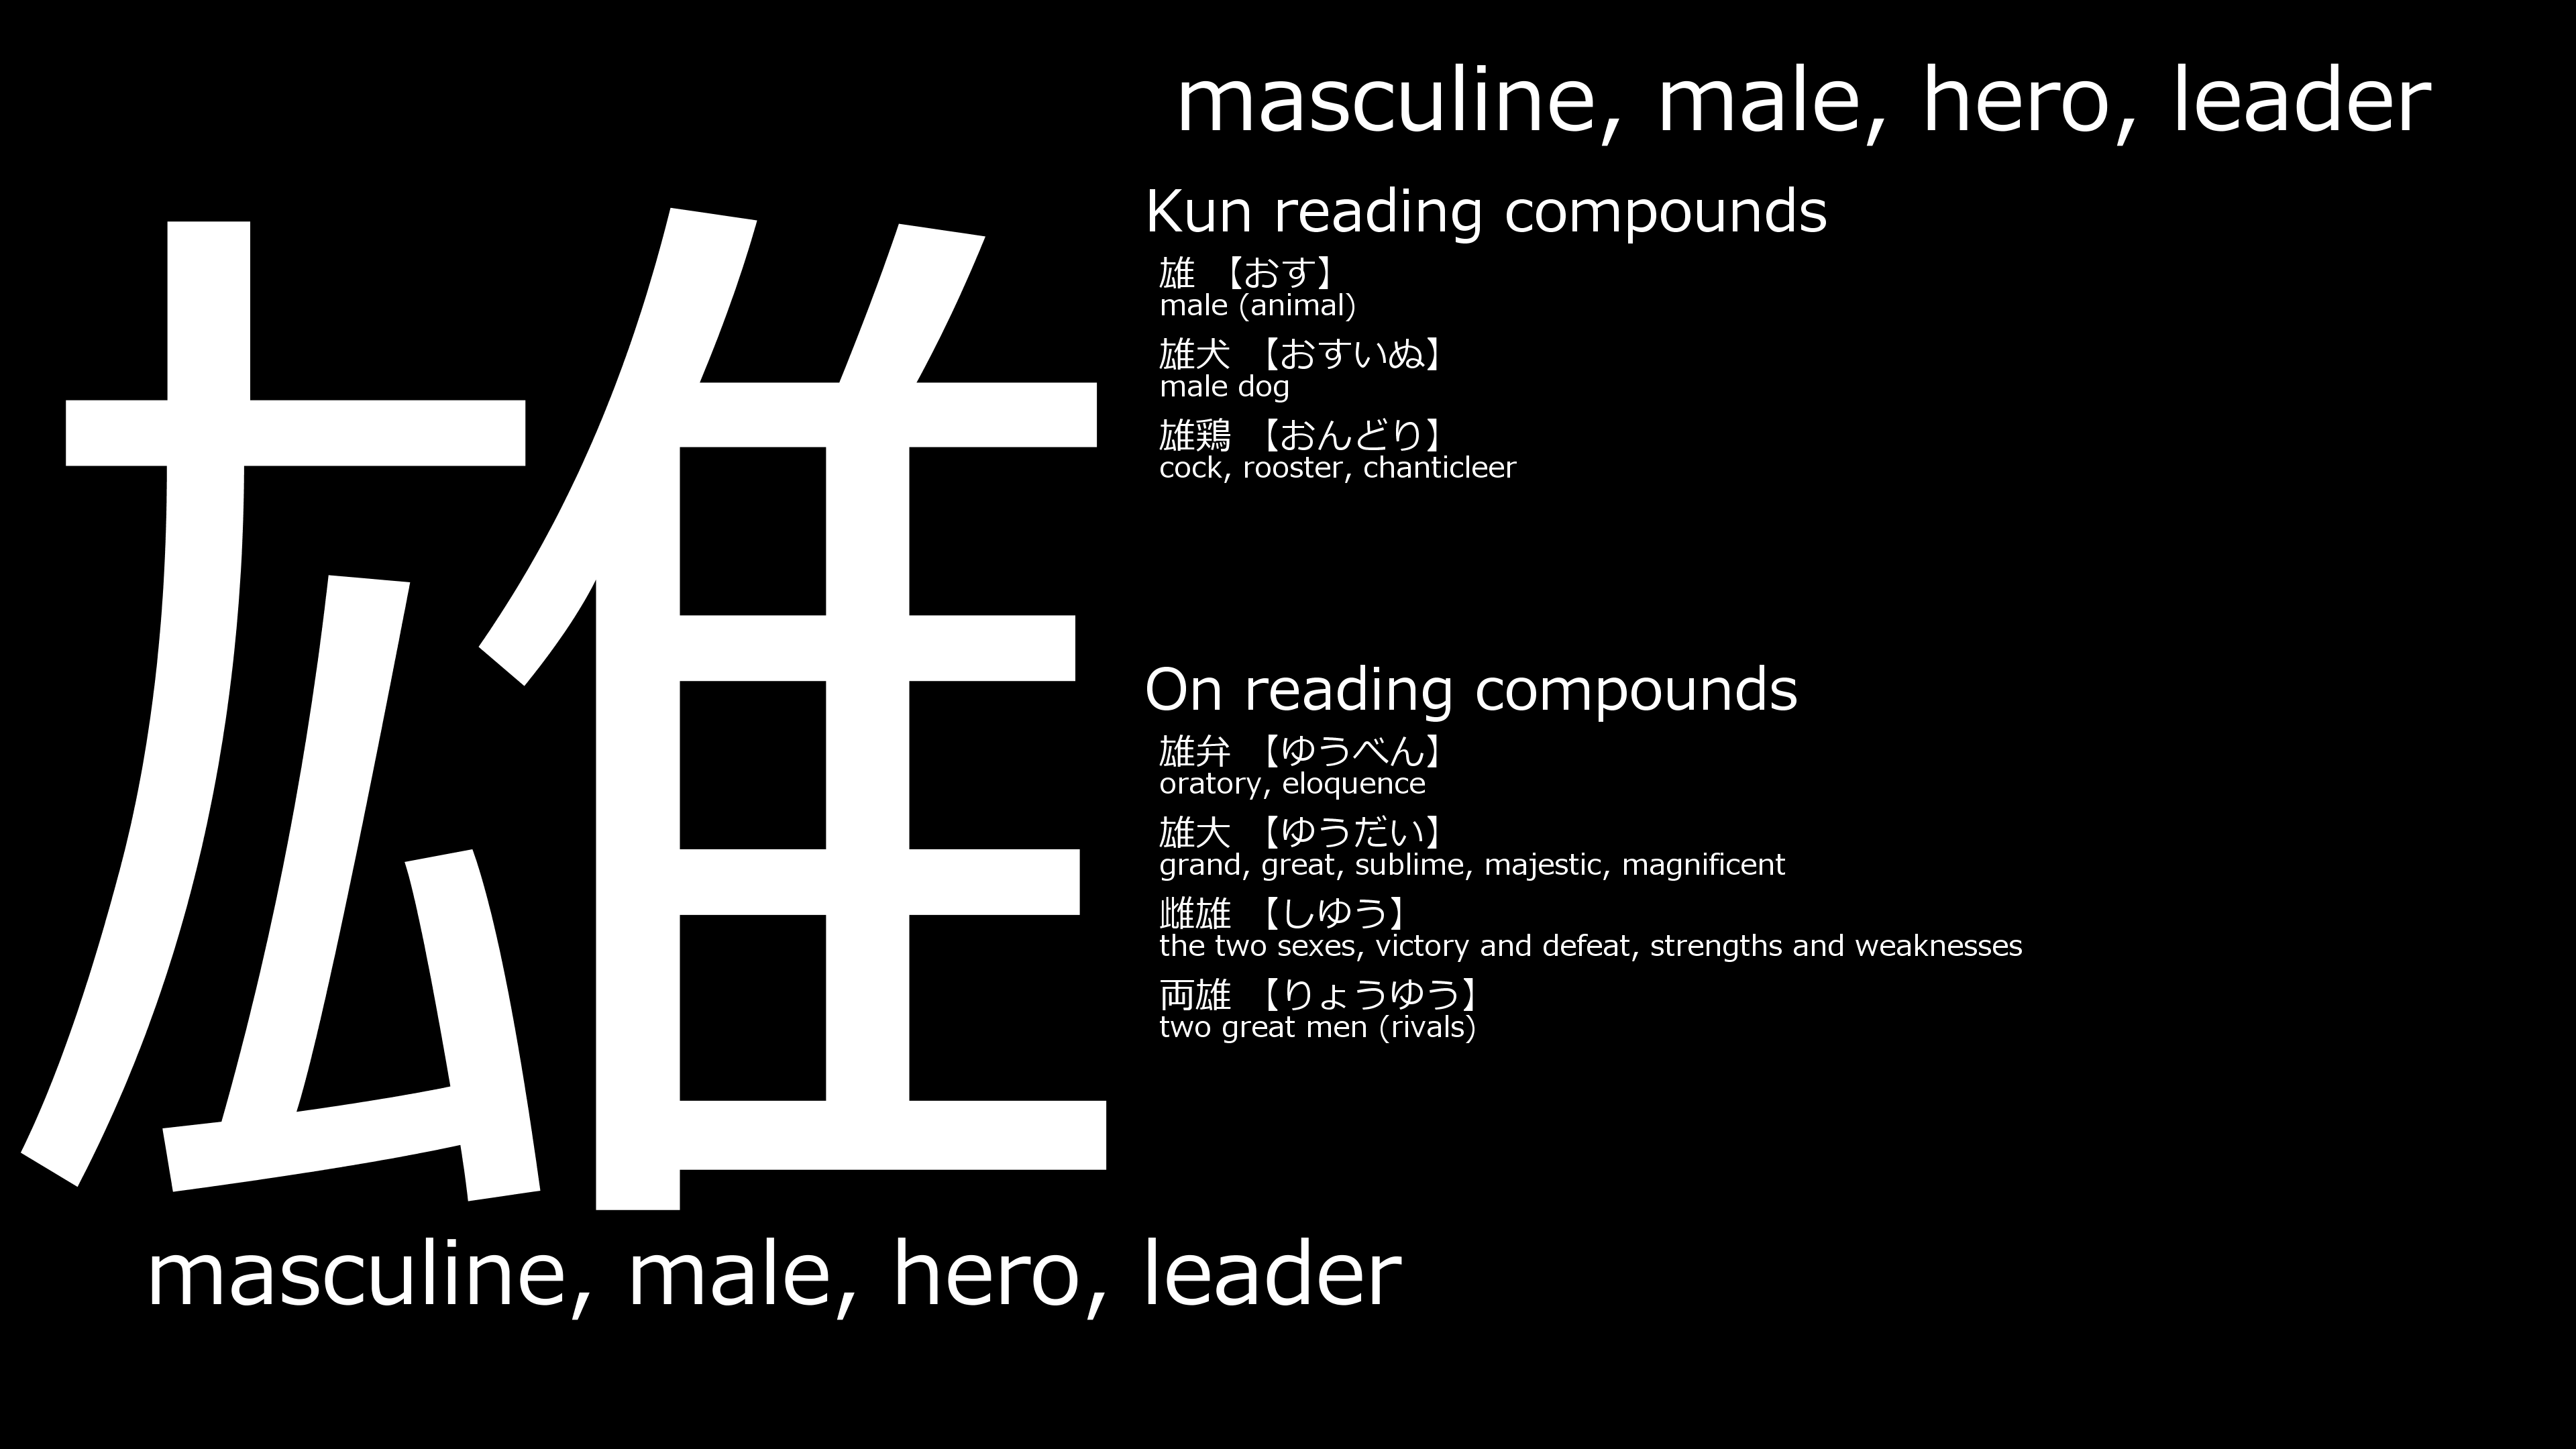 雄
masculine, male, hero, leader
masculine, male, hero, leader
Kun reading compounds
雄 【おす】
male (animal)
雄犬 【おすいぬ】
male dog
雄鶏 【おんどり】
cock, rooster, chanticleer
On reading compounds
雄弁 【ゆうべん】
oratory, eloquence
雄大 【ゆうだい】
grand, great, sublime, majestic, magnificent
雌雄 【しゆう】
the two sexes, victory and defeat, strengths and weaknesses
両雄 【りょうゆう】
two great men (rivals)